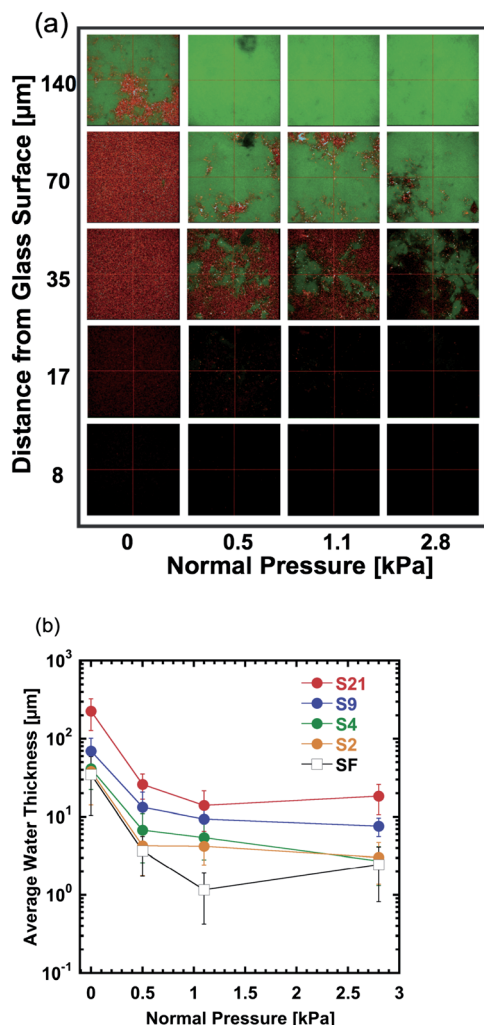 (a)
Distance from Glass Surface [µm]
140
70
35
17
8
0 0.5 1.1 2.8
Normal Pressure [kPa]
(b)
Average Water Thickness [µm]
10³
10²
10¹
10⁰
10⁻¹
S21
S9
S4
S2
SF
0 0.5 1 1.5 2 2.5 3
Normal Pressure [kPa]